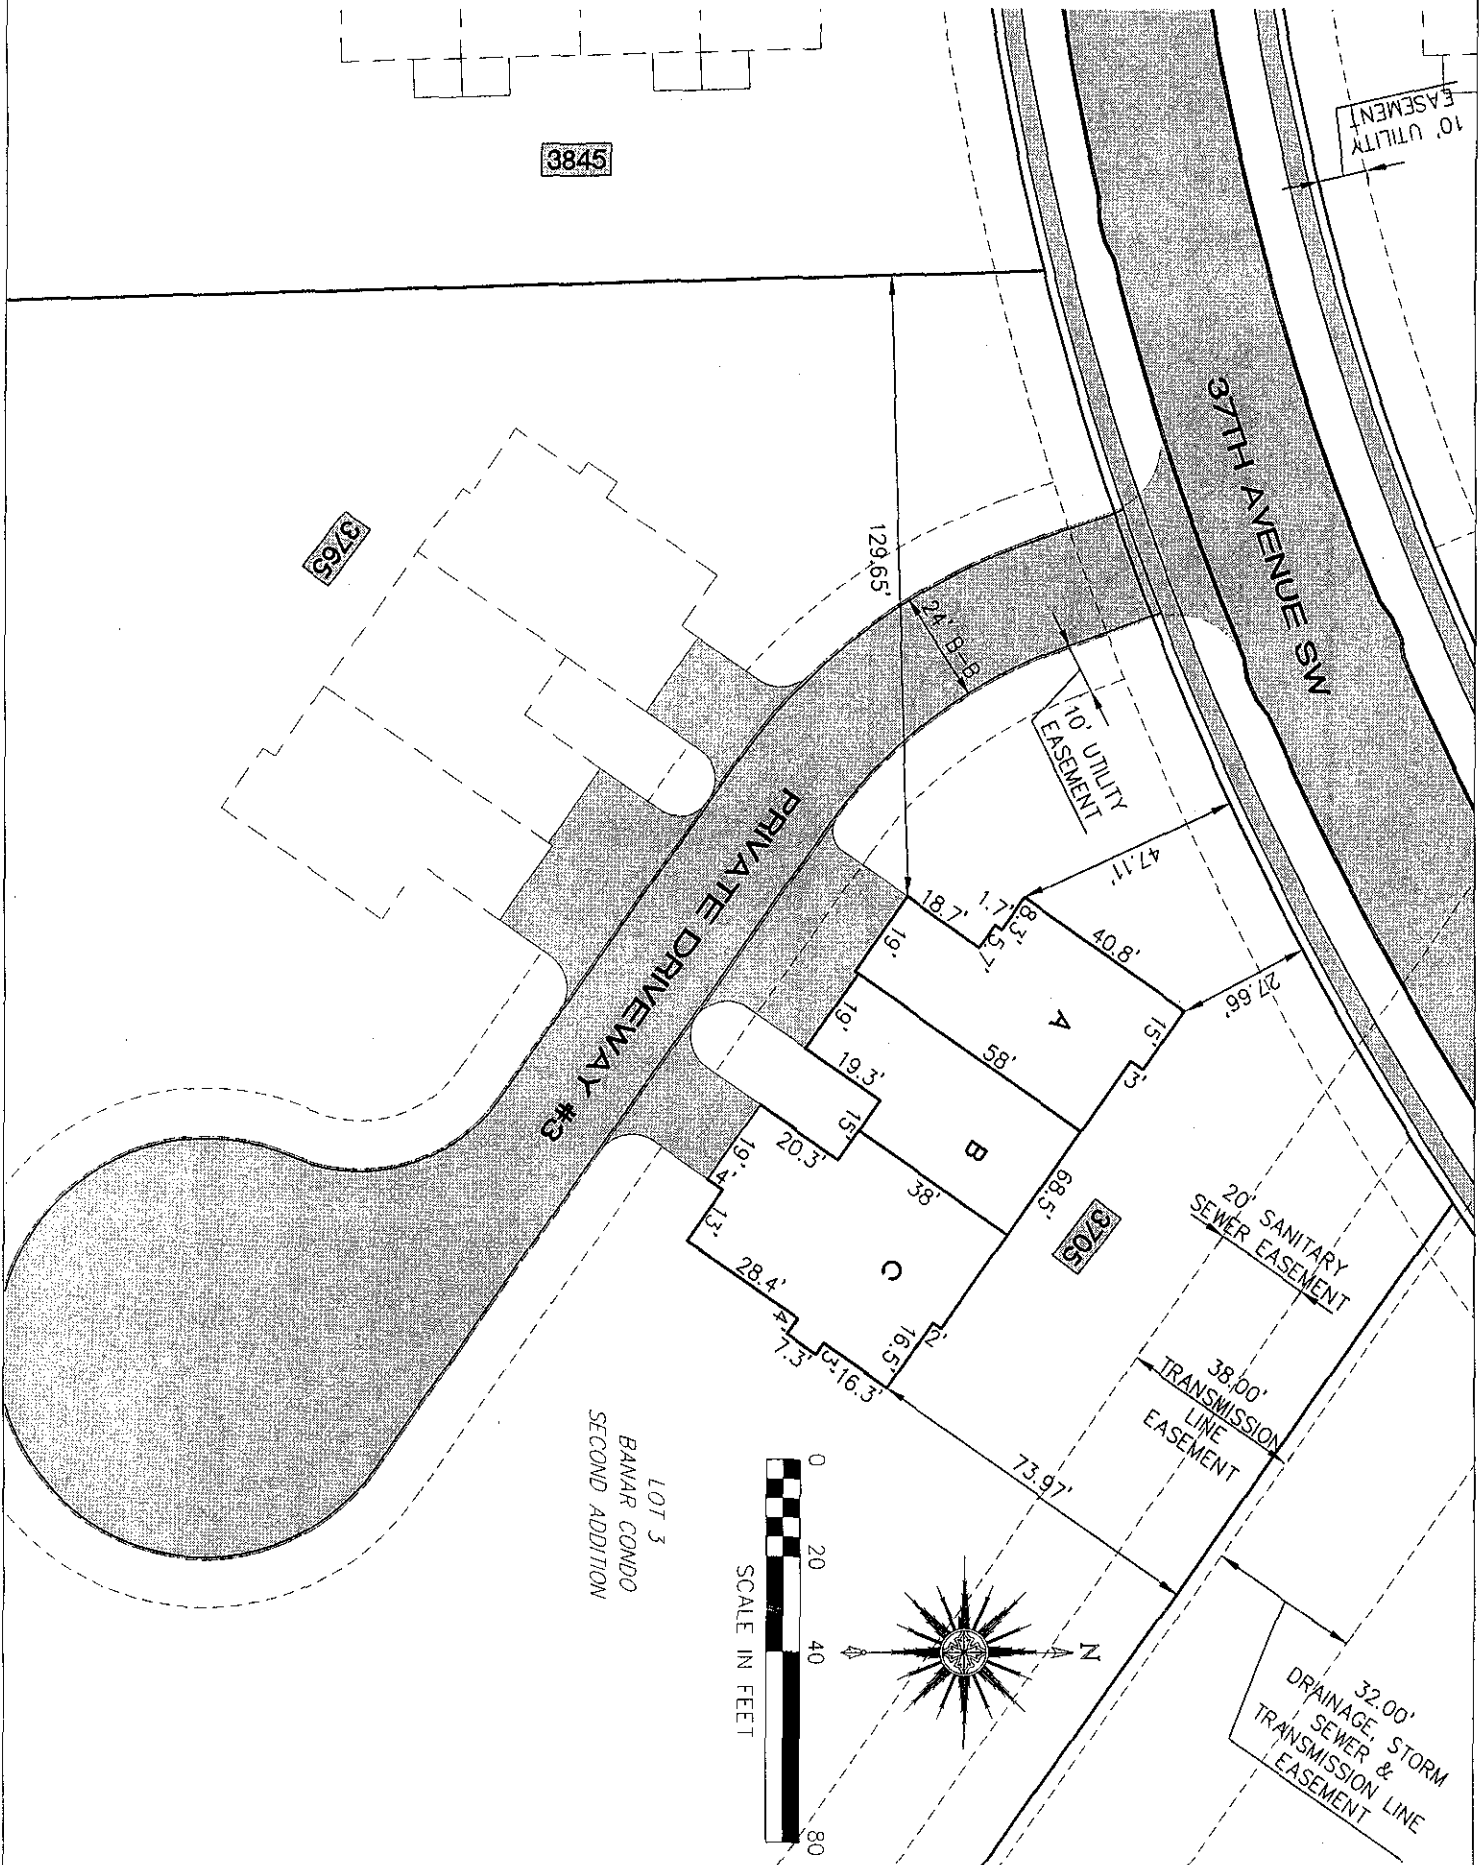 10' UTILITY
EASEMENT
3845
37TH AVENUE SW
3765
129.65'
24' B-B
10' UTILITY
EASEMENT
47.11'
27.66'
PRIVATE DRIVEWAY #3
18.7'
1.7'
8.3'
5.7'
40.8'
19'
A
15'
3'
19'
58'
19.3'
15'
B
20.3'
38'
68.5'
19'
4'
13'
C
3705
28.4'
4'
7.3'
3'
16.3'
16.5'
2'
20' SANITARY
SEWER EASEMENT
38.00'
TRANSMISSION
LINE
EASEMENT
73.97'
LOT 3
BANAR CONDO
SECOND ADDITION
0 20 40 80
SCALE IN FEET
N
32.00'
DRAINAGE, STORM
SEWER &
TRANSMISSION LINE
EASEMENT